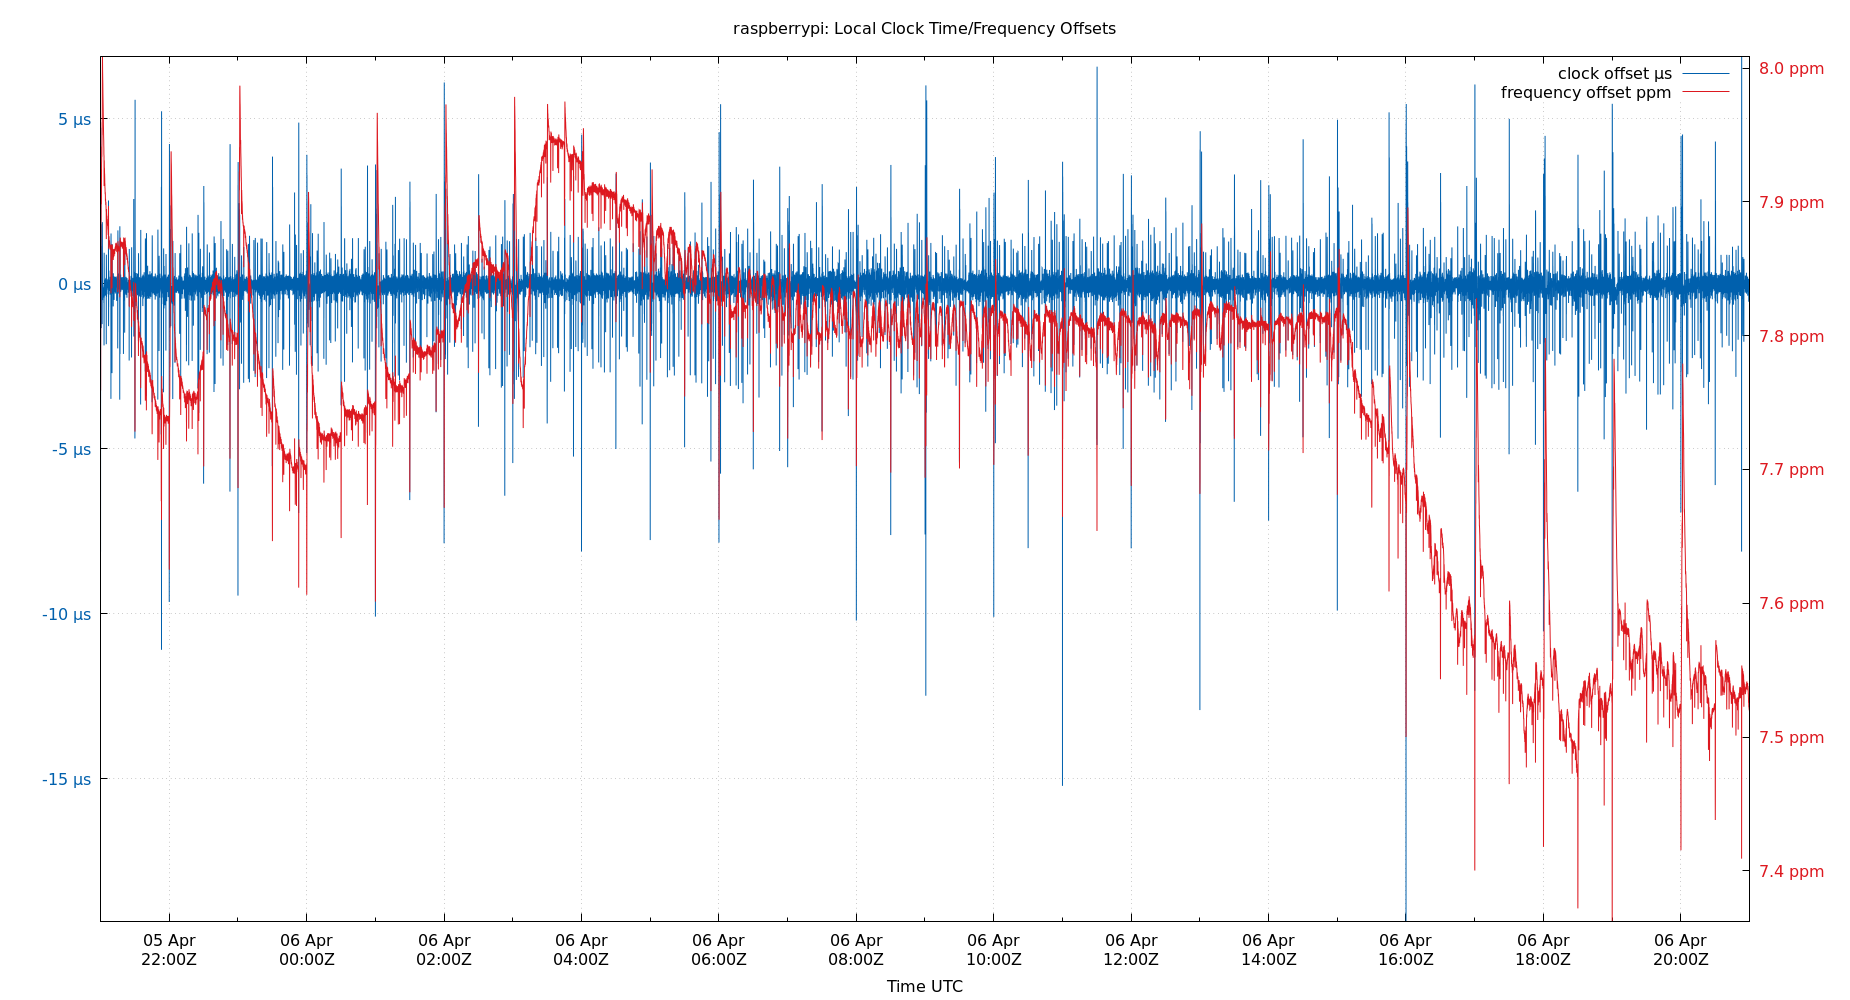 raspberrypi: Local Clock Time/Frequency Offsets
clock offset µs
frequency offset ppm
5 µs
0 µs
-5 µs
-10 µs
-15 µs
8.0 ppm
7.9 ppm
7.8 ppm
7.7 ppm
7.6 ppm
7.5 ppm
7.4 ppm
05 Apr 06 Apr 06 Apr 06 Apr 06 Apr 06 Apr 06 Apr 06 Apr 06 Apr 06 Apr 06 Apr 06 Apr
22:00Z 00:00Z 02:00Z 04:00Z 06:00Z 08:00Z 10:00Z 12:00Z 14:00Z 16:00Z 18:00Z 20:00Z
Time UTC